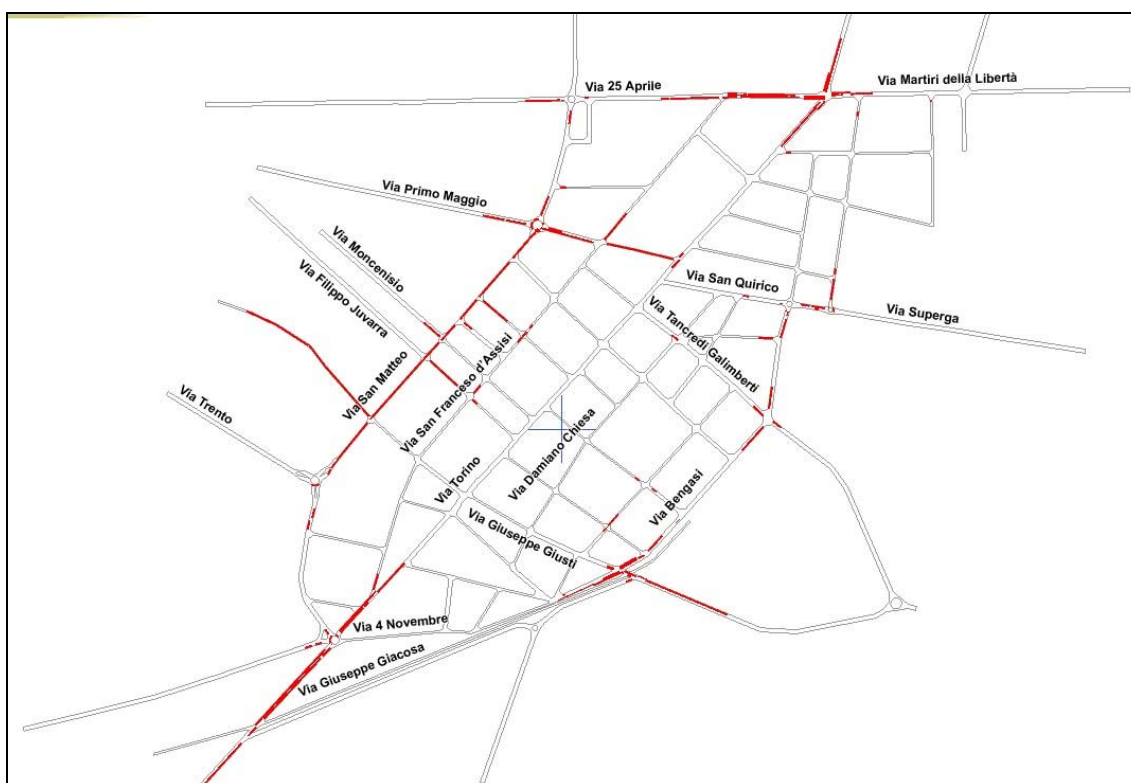 Via Martiri della Libertà
Via 25 Aprile
Via Primo Maggio
Via Moncenisio
Via Filippo Juvarra
Via San Quirico
Via Superga
Via Tancredi Galimberti
Via San Matteo
Via San Franceso d'Assisi
Via Trento
Via Torino
Via Damiano Chiesa
Via Bengasi
Via Giuseppe Giusti
Via 4 Novembre
Via Giuseppe Giacosa